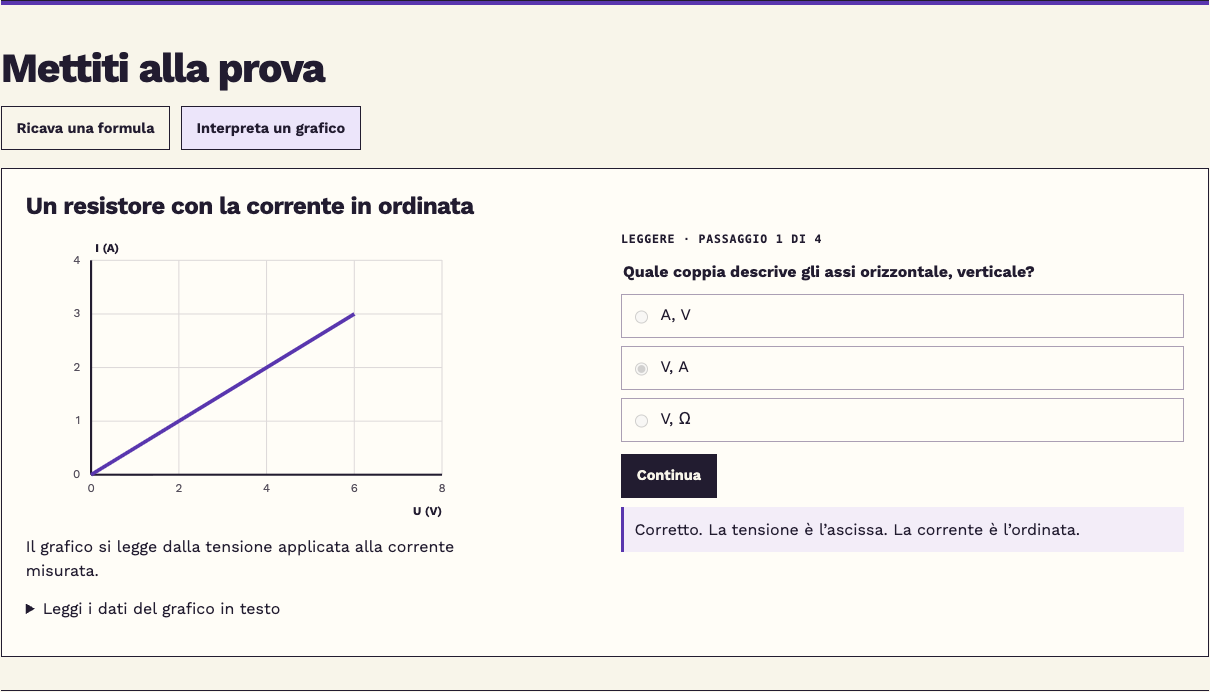 Mettiti alla prova
Ricava una formula
Interpreta un grafico
Un resistore con la corrente in ordinata
I (A)
4
3
2
1
0
0 2 4 6 8
U (V)
Il grafico si legge dalla tensione applicata alla corrente
misurata.
▶ Leggi i dati del grafico in testo
LEGGERE · PASSAGGIO 1 DI 4
Quale coppia descrive gli assi orizzontale, verticale?
A, V
V, A
V, Ω
Continua
Corretto. La tensione è l’ascissa. La corrente è l’ordinata.